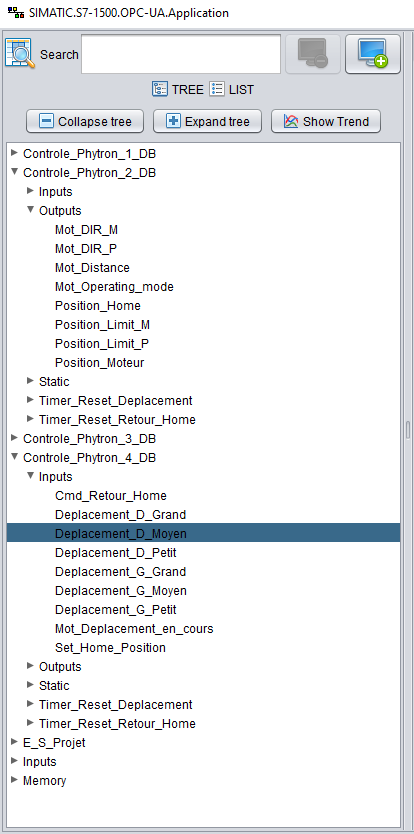 SIMATIC.S7-1500.OPC-UA.Application
Search
TREE LIST
Collapse tree Expand tree Show Trend
Controle_Phytron_1_DB
Controle_Phytron_2_DB
Inputs
Outputs
Mot_DIR_M
Mot_DIR_P
Mot_Distance
Mot_Operating_mode
Position_Home
Position_Limit_M
Position_Limit_P
Position_Moteur
Static
Timer_Reset_Deplacement
Timer_Reset_Retour_Home
Controle_Phytron_3_DB
Controle_Phytron_4_DB
Inputs
Cmd_Retour_Home
Deplacement_D_Grand
Deplacement_D_Moyen
Deplacement_D_Petit
Deplacement_G_Grand
Deplacement_G_Moyen
Deplacement_G_Petit
Mot_Deplacement_en_cours
Set_Home_Position
Outputs
Static
Timer_Reset_Deplacement
Timer_Reset_Retour_Home
E_S_Projet
Inputs
Memory